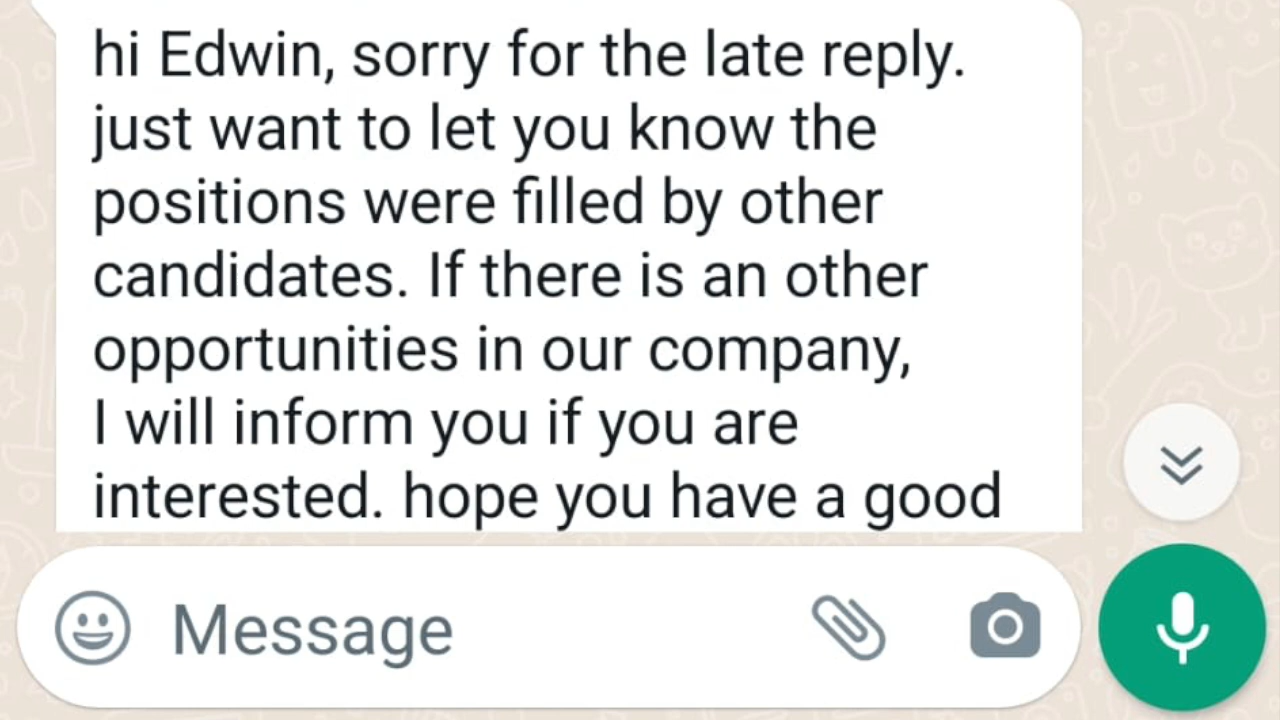 hi Edwin, sorry for the late reply.
just want to let you know the
positions were filled by other
candidates. If there is an other
opportunities in our company,
I will inform you if you are
interested. hope you have a good
Message